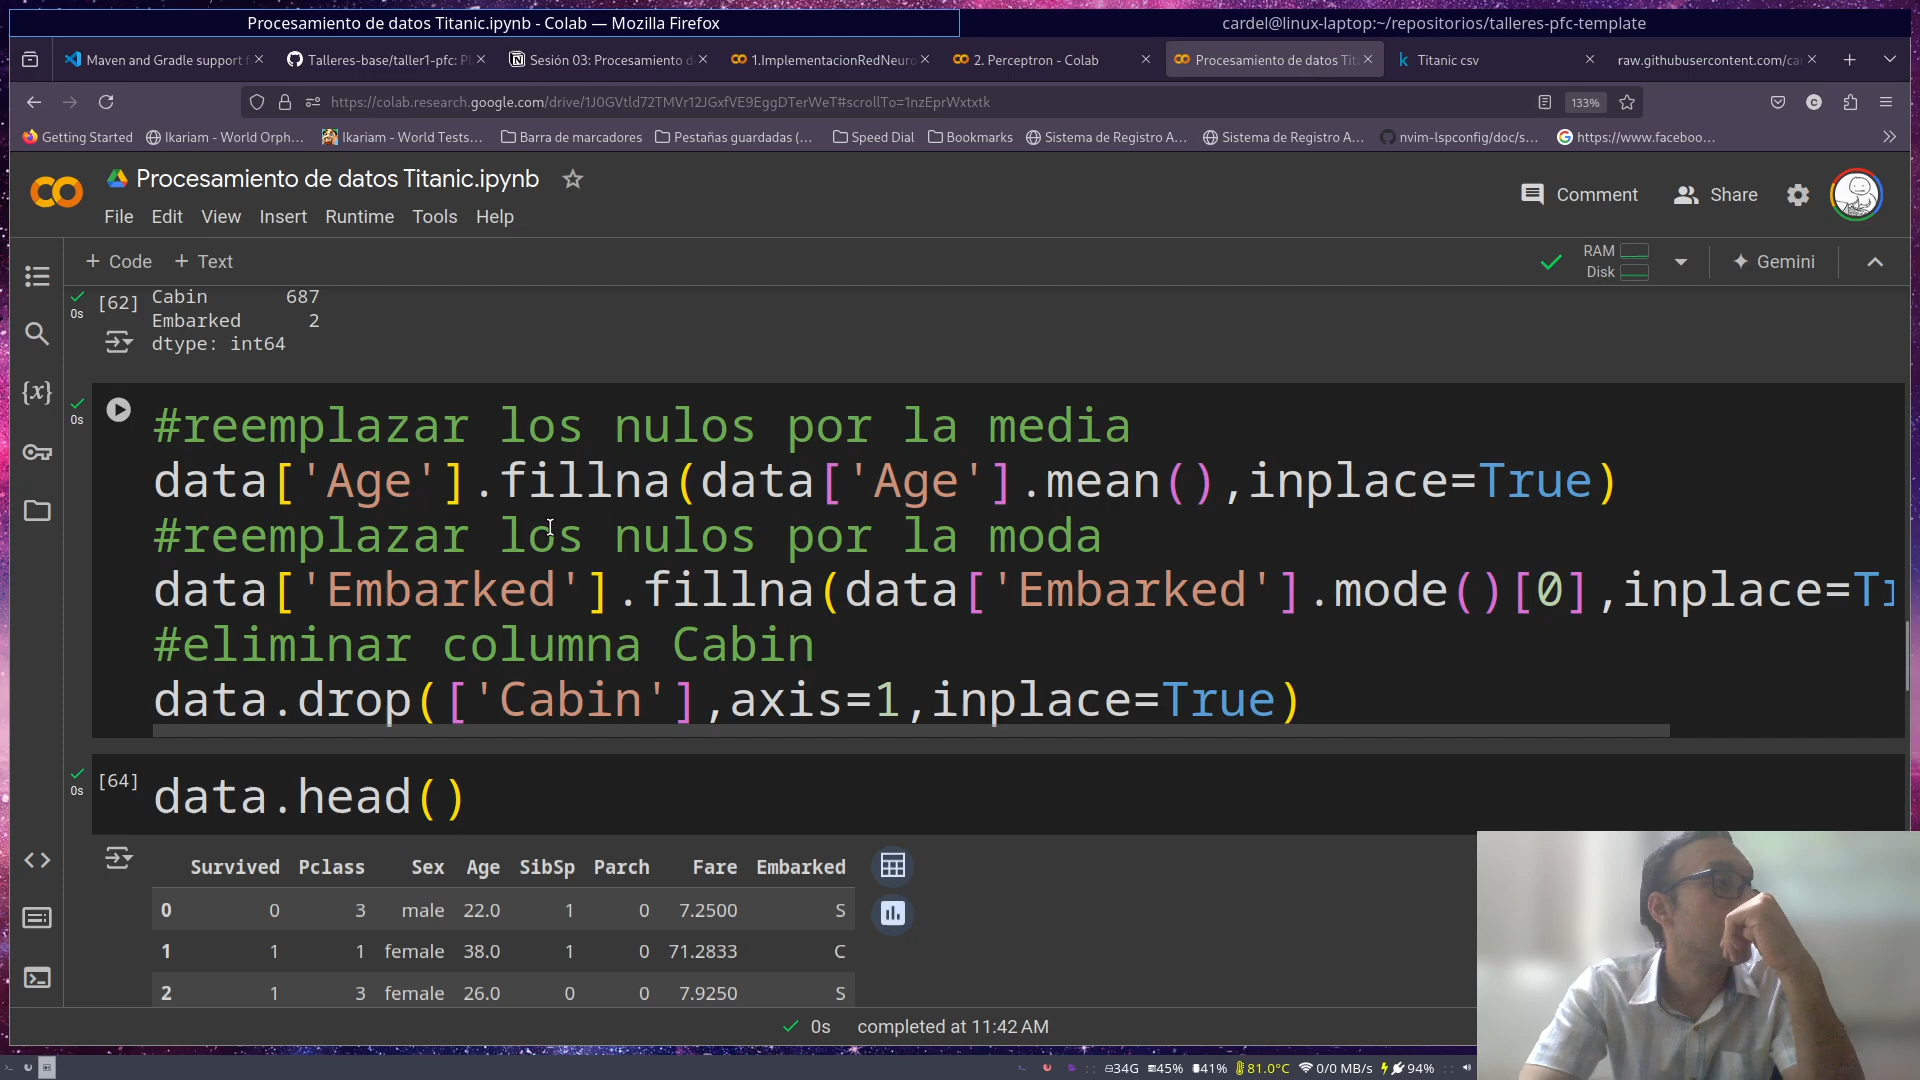 Procesamiento de datos Titanic.ipynb - Colab — Mozilla Firefox
cardel@linux-laptop:~/repositorios/talleres-pfc-template
Maven and Gradle support f
Talleres-base/taller1-pfc: Pl
Sesión 03: Procesamiento d
1.ImplementacionRedNeuro
2. Perceptron - Colab
Procesamiento de datos Tita
Titanic csv
raw.githubusercontent.com/car
https://colab.research.google.com/drive/1J0GVtld72TMVr12JGxfVE9EggDTerWeT#scrollTo=1nzEprWxtxtk
133%
Getting Started
Ikariam - World Orph...
Ikariam - World Tests...
Barra de marcadores
Pestañas guardadas (...
Speed Dial
Bookmarks
Sistema de Registro A...
Sistema de Registro A...
nvim-lspconfig/doc/s...
https://www.faceboo...
Procesamiento de datos Titanic.ipynb
File Edit View Insert Runtime Tools Help
Comment
Share
+ Code + Text
RAM
Disk
Gemini
0s
[62]
Cabin 687
Embarked 2
dtype: int64
0s
#reemplazar los nulos por la media
data['Age'].fillna(data['Age'].mean(),inplace=True)
#reemplazar los nulos por la moda
data['Embarked'].fillna(data['Embarked'].mode()[0],inplace=Tr
#eliminar columna Cabin
data.drop(['Cabin'],axis=1,inplace=True)
0s
[64]
data.head()
Survived Pclass Sex Age SibSp Parch Fare Embarked
0 0 3 male 22.0 1 0 7.2500 S
1 1 1 female 38.0 1 0 71.2833 C
2 1 3 female 26.0 0 0 7.9250 S
0s completed at 11:42 AM
34G 45% 41% 81.0°C 0/0 MB/s 94%